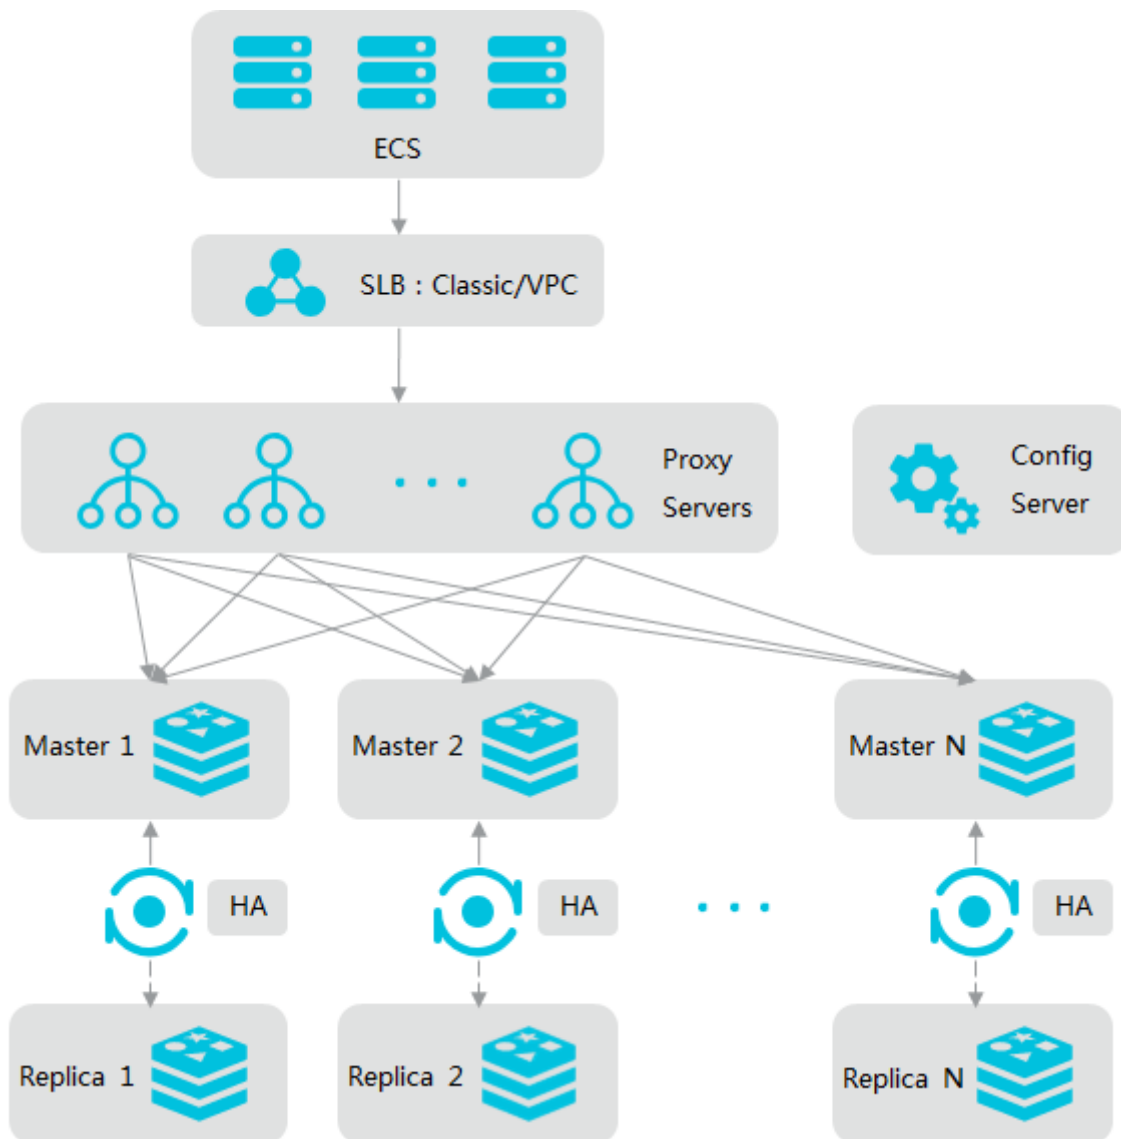 ECS
SLB : Classic/VPC
Proxy
Servers
Config
Server
Master 1
Master 2
Master N
HA
HA
HA
Replica 1
Replica 2
Replica N